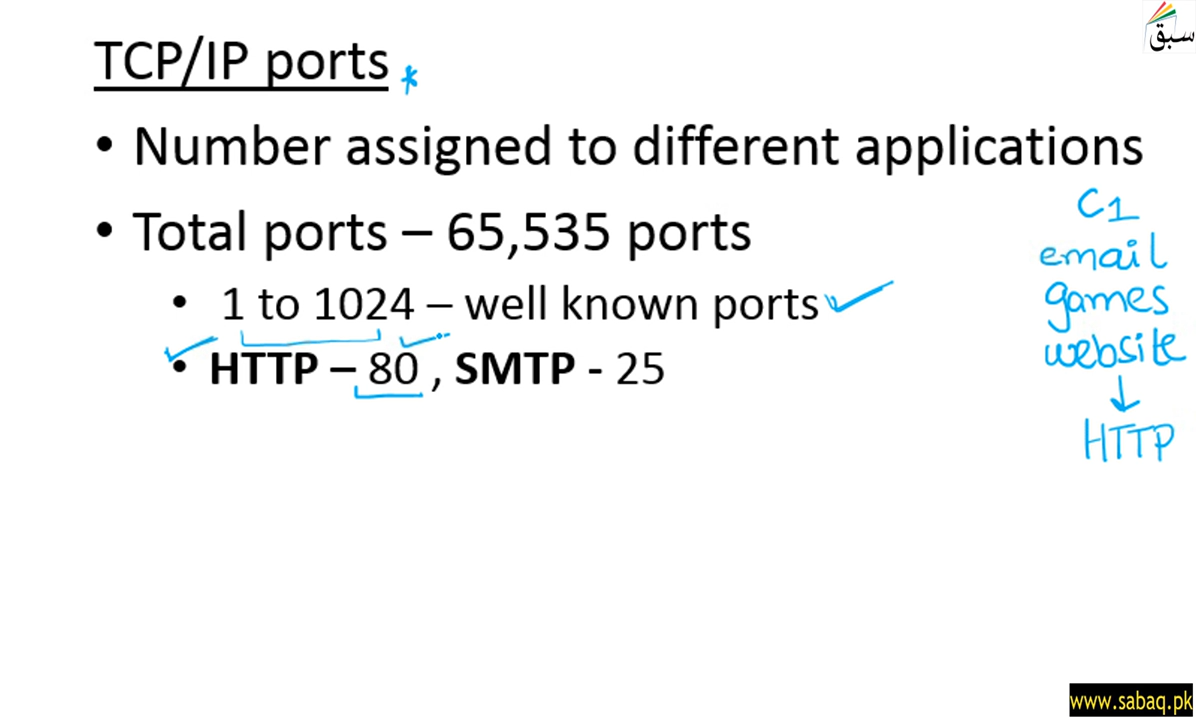 سبق
TCP/IP ports *
• Number assigned to different applications
• Total ports – 65,535 ports
• 1 to 1024 – well known ports
• HTTP – 80 , SMTP - 25
C1
email
games
website
↓
HTTP
www.sabaq.pk